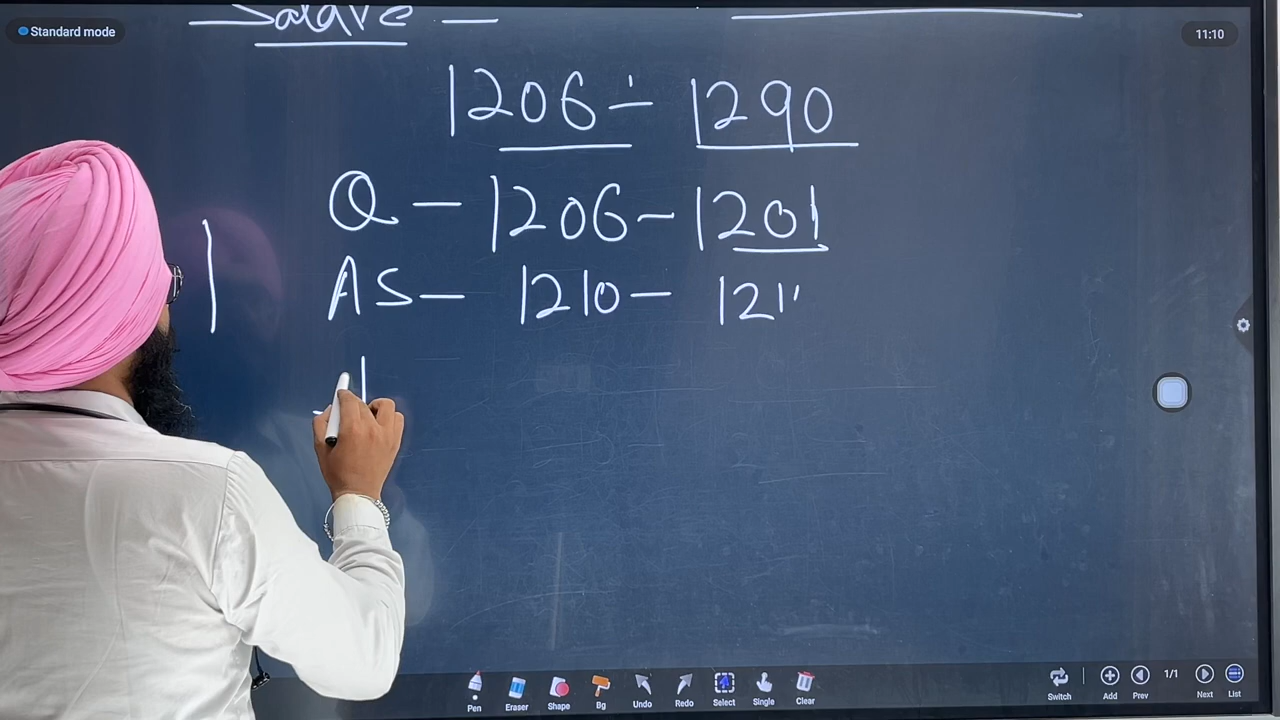 Standard mode
11:10
1206 - 1290
Q - 1206 - 1201
AS - 1210 - 1211
Pen Eraser Shape Bg Undo Redo Select Single Clear
Switch Add Prev 1/1 Next List